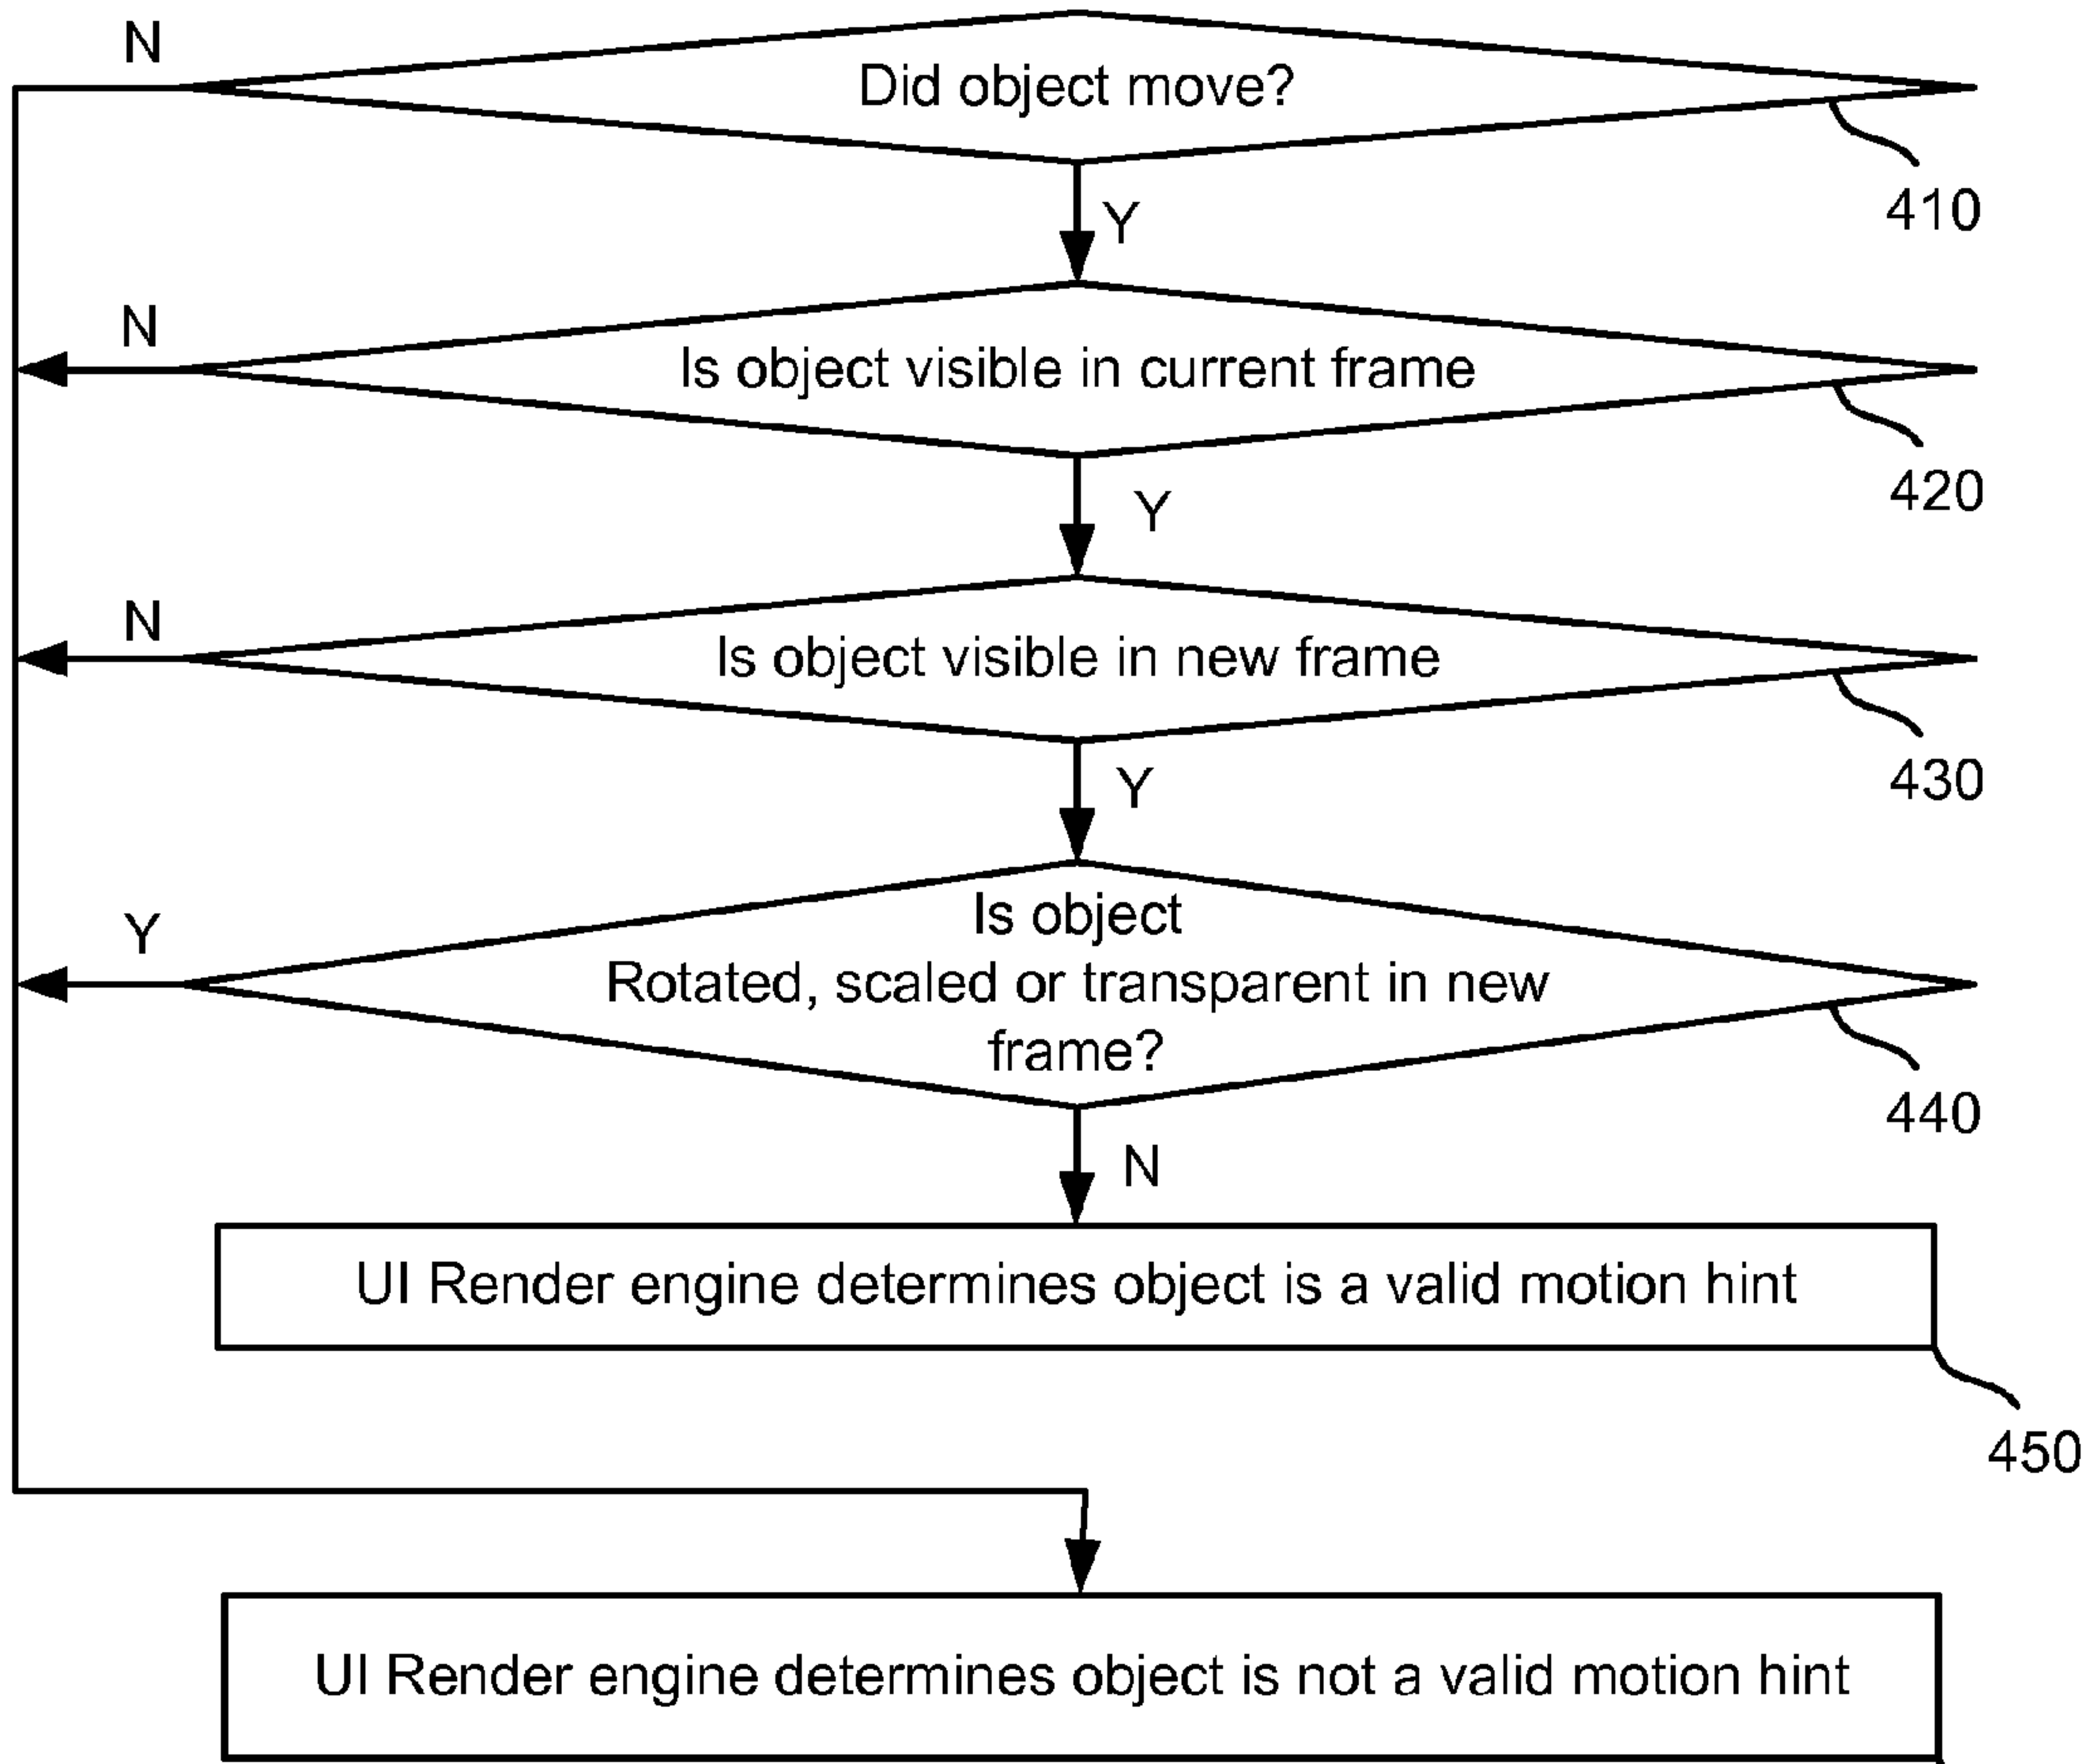 N
Did object move?
410
Y
N
Is object visible in current frame
420
Y
N
Is object visible in new frame
430
Y
Is object
Y
Rotated, scaled or transparent in new
frame?
440
N
UI Render engine determines object is a valid motion hint
450
UI Render engine determines object is not a valid motion hint